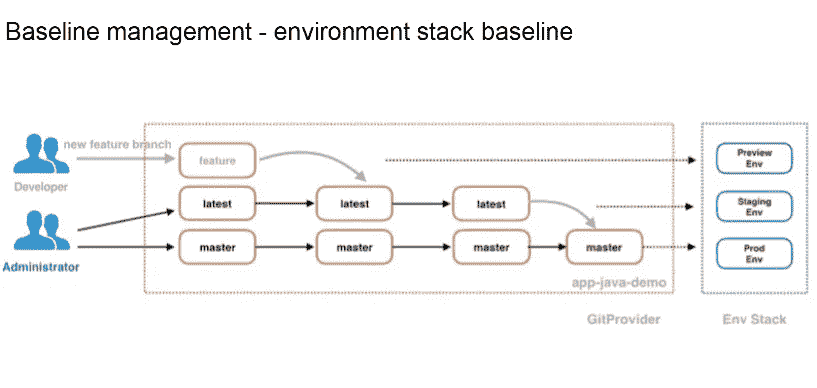 Baseline management - environment stack baseline
new feature branch
Developer
feature
Preview
Env
latest
latest
latest
Staging
Env
Administrator
master
master
master
master
Prod
Env
app-java-demo
GitProvider
Env Stack